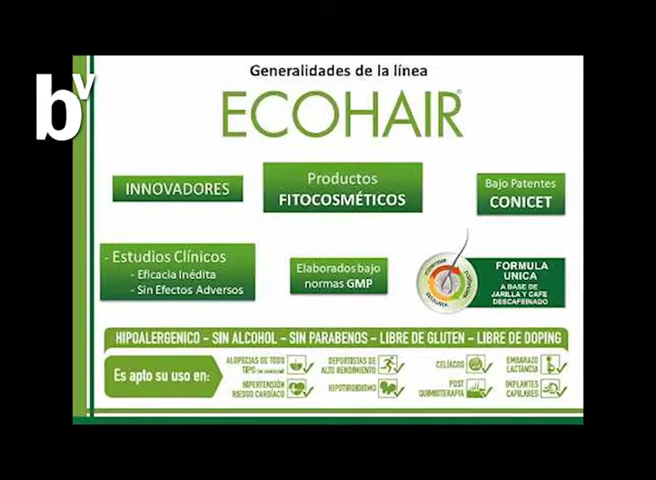 bv
Generalidades de la línea
ECOHAIR®
INNOVADORES
Productos
FITOCOSMÉTICOS
Bajo Patentes
CONICET
- Estudios Clínicos
- Eficacia Inédita
- Sin Efectos Adversos
Elaborados bajo
normas GMP
FORMULA
UNICA
A BASE DE
JARILLA Y CAFE
DESCAFEINADO
HIPOALERGENICO – SIN ALCOHOL – SIN PARABENOS – LIBRE DE GLUTEN – LIBRE DE DOPING
Es apto su uso en:
ALOPECIAS DE TODO
TIPO
DEPORTISTAS DE
ALTO RENDIMIENTO
CELÍACOS
EMBARAZO
LACTANCIA
HIPERTENSIÓN
RIESGO CARDÍACO
HIPOTIROIDISMO
POST
QUIMIOTERAPIA
IMPLANTES
CAPILARES